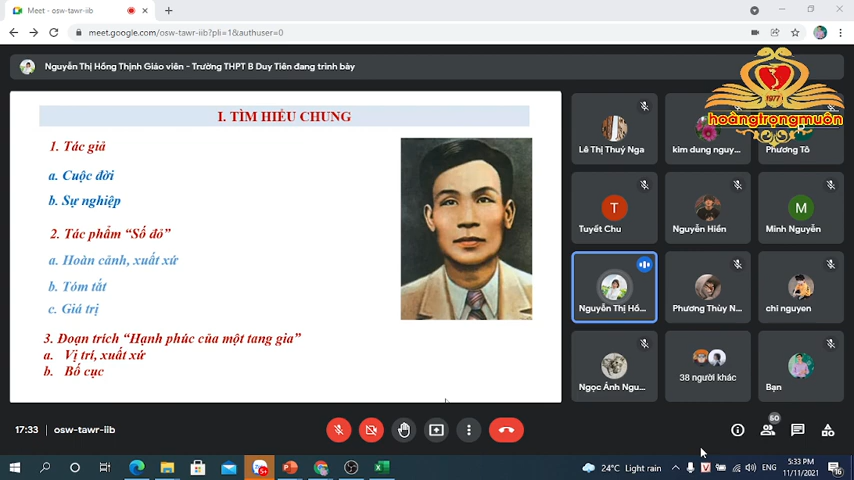 Meet - osw-tawr-iib
meet.google.com/osw-tawr-iib?pli=1&authuser=0
Nguyễn Thị Hồng Thịnh Giáo viên - Trường THPT B Duy Tiên đang trình bày
I. TÌM HIỂU CHUNG
1. Tác giả
a. Cuộc đời
b. Sự nghiệp
2. Tác phẩm “Số đỏ”
a. Hoàn cảnh, xuất xứ
b. Tóm tắt
c. Giá trị
3. Đoạn trích “Hạnh phúc của một tang gia”
a. Vị trí, xuất xứ
b. Bố cục
1977
hoàngtrọngmuôn
Lê Thị Thuý Nga
kim dung nguy...
Phương Tô
T
Tuyết Chu
Nguyễn Hiền
M
Minh Nguyễn
Nguyễn Thị Hồ...
Phương Thùy N...
chi nguyen
Ngọc Ánh Ngu...
38 người khác
Bạn
17:33
osw-tawr-iib
60
5+
24°C Light rain
ENG
5:33 PM
11/11/2021
16